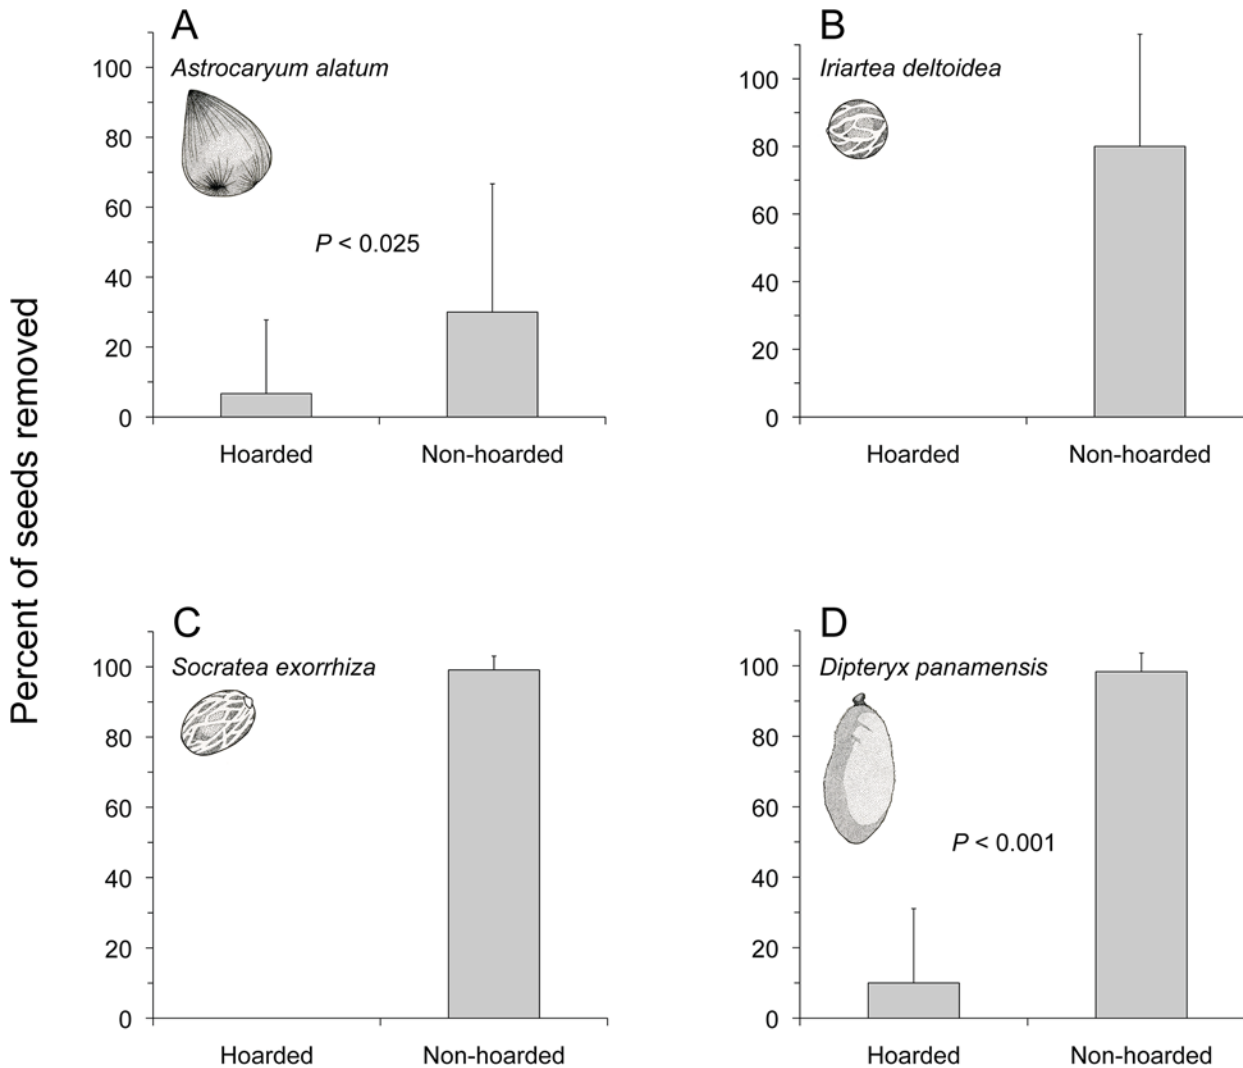 Percent of seeds removed
A
Astrocaryum alatum
100
80
60
40
20
0
P < 0.025
Hoarded Non-hoarded
B
Iriartea deltoidea
100
80
60
40
20
0
Hoarded Non-hoarded
C
Socratea exorrhiza
100
80
60
40
20
0
Hoarded Non-hoarded
D
Dipteryx panamensis
100
80
60
40
20
0
P < 0.001
Hoarded Non-hoarded